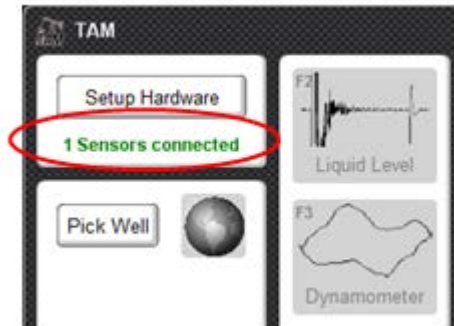 TAM
Setup Hardware
1 Sensors connected
Pick Well
F2
Liquid Level
F3
Dynamometer